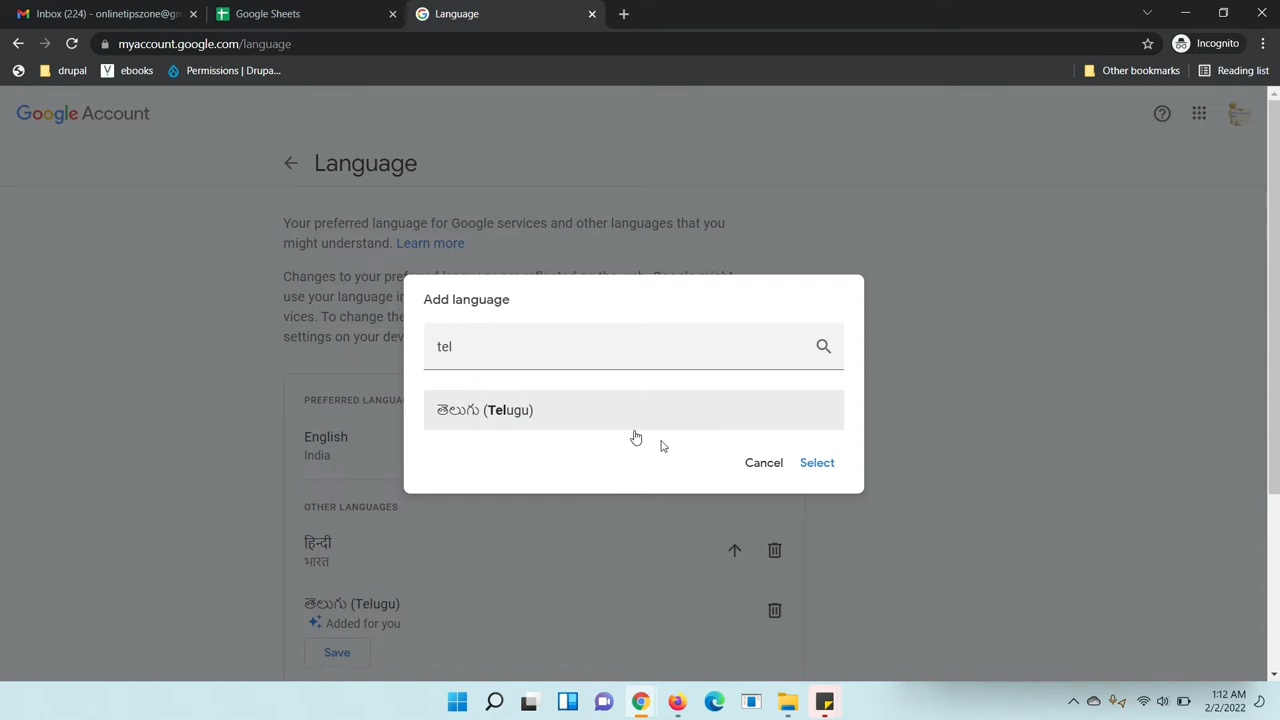 Inbox (224) - onlinetipszone@gm
Google Sheets
Language
myaccount.google.com/language
Incognito
drupal
ebooks
Permissions | Drupa...
Other bookmarks
Reading list
Google Account
Language
Your preferred language for Google services and other languages that you
might understand. Learn more
Changes to your
use your language
vices. To change the
settings on your
Add language
tel
తెలుగు (Telugu)
Cancel
Select
PREFERRED
English
India
OTHER LANGUAGES
हिन्दी
भारत
తెలుగు (Telugu)
Added for you
Save
1:12 AM
2/2/2022